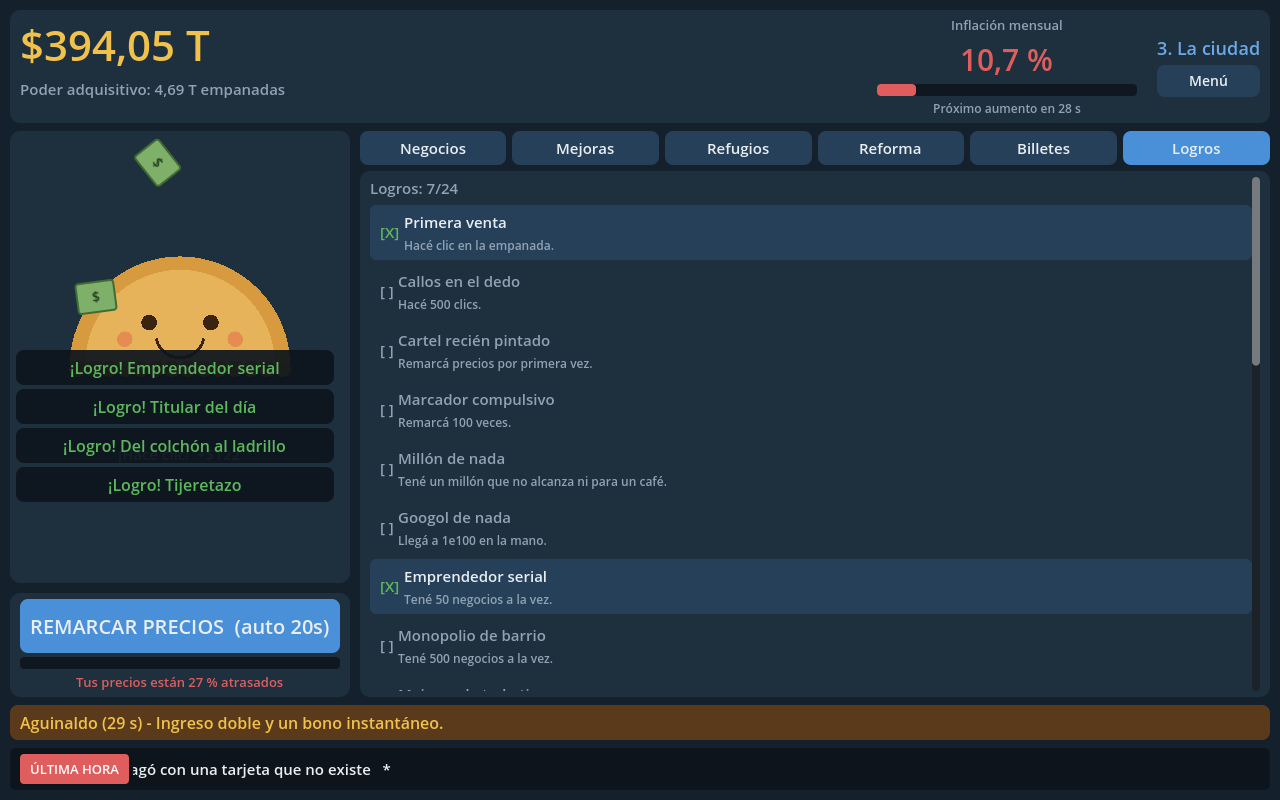 $394,05 T
Poder adquisitivo: 4,69 T empanadas
Inflación mensual
10,7 %
Próximo aumento en 28 s
3. La ciudad
Menú
Negocios
Mejoras
Refugios
Reforma
Billetes
Logros
$
$
¡Logro! Emprendedor serial
¡Logro! Titular del día
¡Logro! Del colchón al ladrillo
¡Logro! Tijeretazo
REMARCAR PRECIOS (auto 20s)
Tus precios están 27 % atrasados
Logros: 7/24
[X] Primera venta
Hacé clic en la empanada.
[ ] Callos en el dedo
Hacé 500 clics.
[ ] Cartel recién pintado
Remarcá precios por primera vez.
[ ] Marcador compulsivo
Remarcá 100 veces.
[ ] Millón de nada
Tené un millón que no alcanza ni para un café.
[ ] Googol de nada
Llegá a 1e100 en la mano.
[X] Emprendedor serial
Tené 50 negocios a la vez.
[ ] Monopolio de barrio
Tené 500 negocios a la vez.
Aguinaldo (29 s) - Ingreso doble y un bono instantáneo.
ÚLTIMA HORA
agó con una tarjeta que no existe *